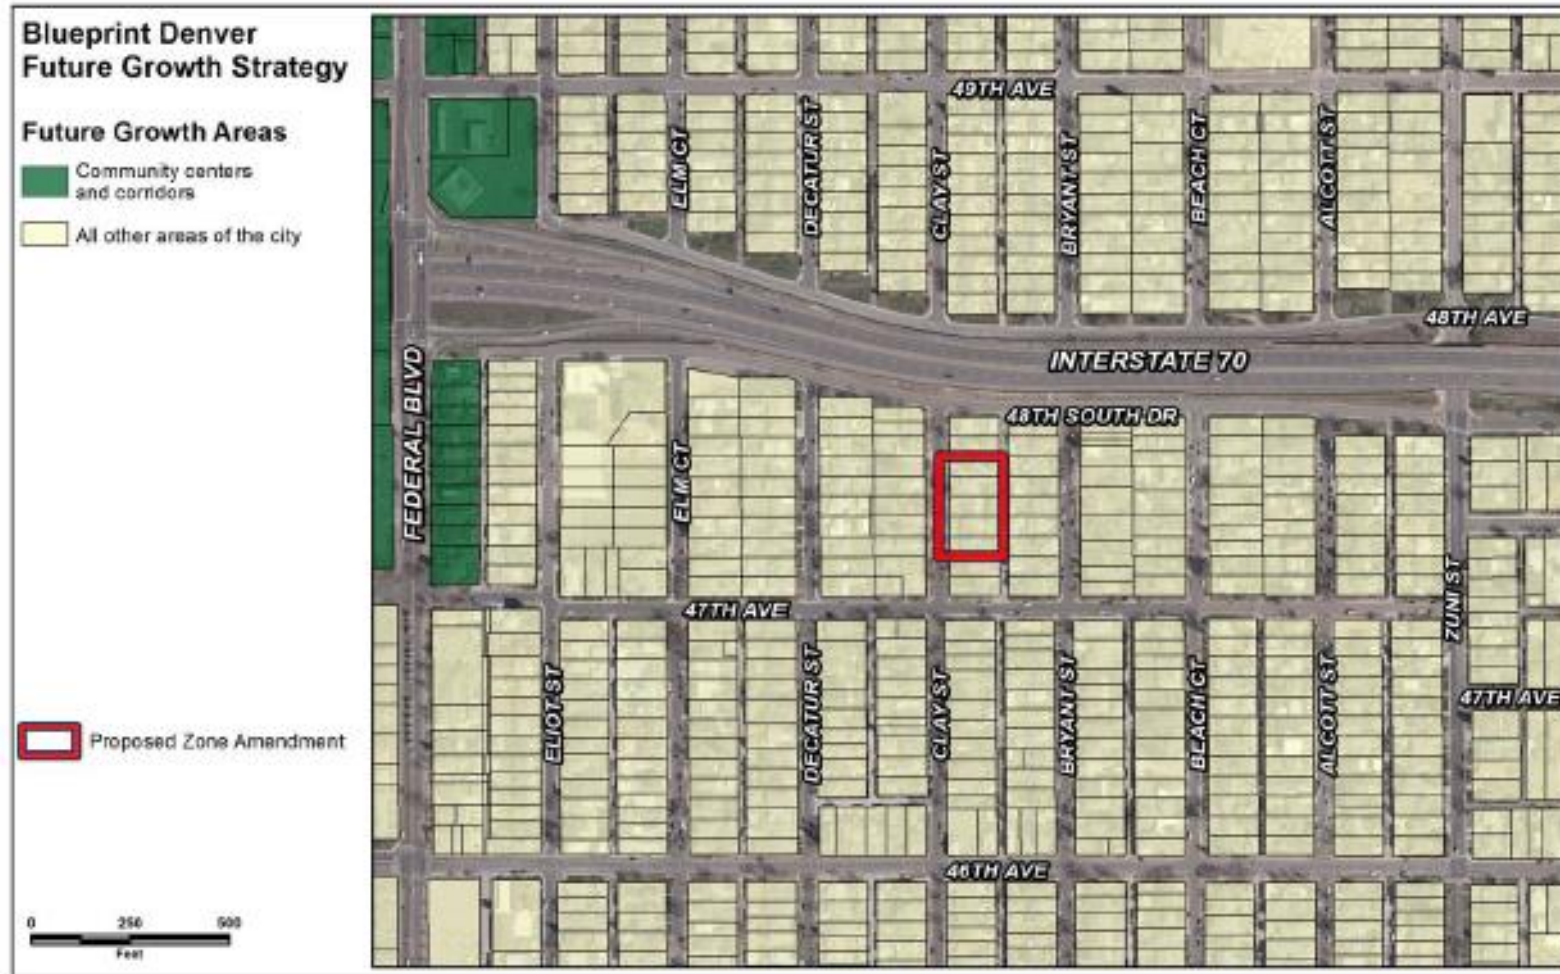 Blueprint Denver
Future Growth Strategy
Future Growth Areas
Community centers
and corridors
All other areas of the city
Proposed Zone Amendment
0 250 500
Feet
49TH AVE
ELM CT
DECATUR ST
CLAY ST
BRYANT ST
BEACH CT
ALCOTT ST
48TH AVE
INTERSTATE 70
48TH SOUTH DR
FEDERAL BLVD
ELM CT
ZUNI ST
47TH AVE
ELIOT ST
DECATUR ST
CLAY ST
BRYANT ST
BEACH CT
ALCOTT ST
47TH AVE
46TH AVE